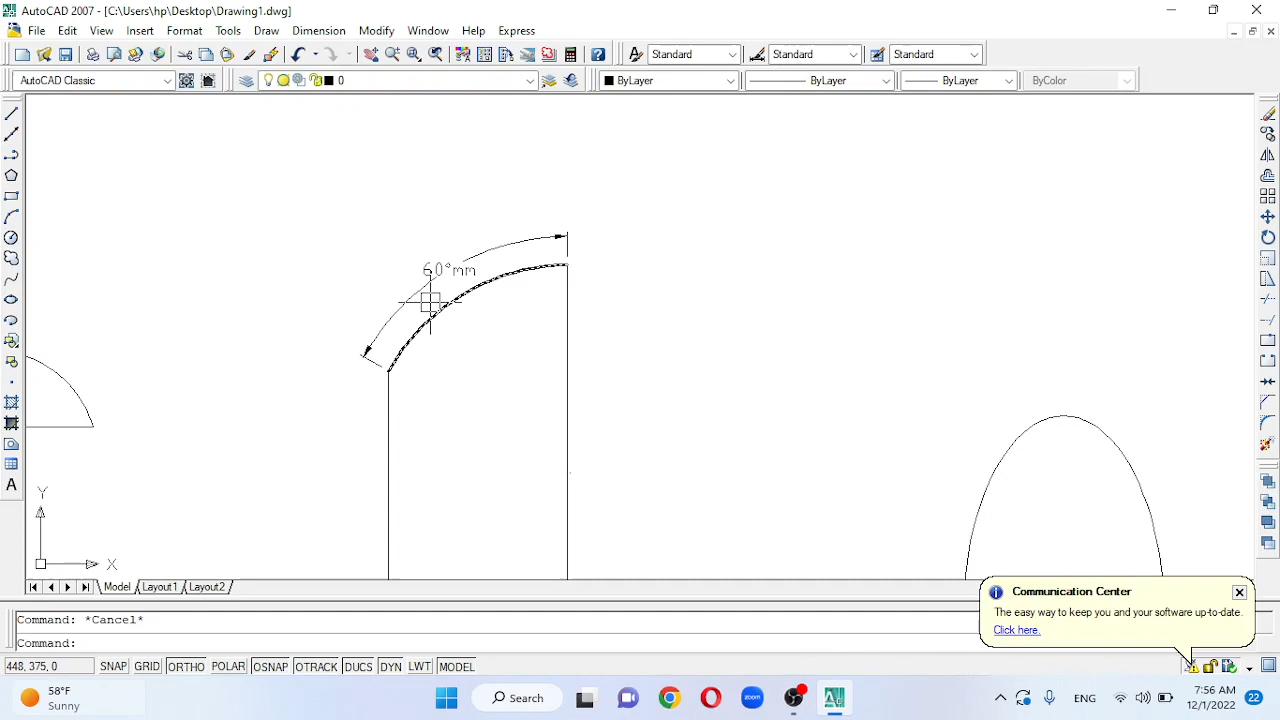 AutoCAD 2007 - [C:\Users\hp\Desktop\Drawing1.dwg]
File Edit View Insert Format Tools Draw Dimension Modify Window Help Express
Standard Standard Standard
AutoCAD Classic 0 ByLayer ByLayer ByLayer ByColor
60°mm
A
Y
X
Model Layout1 Layout2
Communication Center
The easy way to keep you and your software up-to-date.
Click here.
Command: *Cancel*
Command:
448, 375, 0 SNAP GRID ORTHO POLAR OSNAP OTRACK DUCS DYN LWT MODEL
58°F
Sunny
Search
zoom
ENG
7:56 AM
12/1/2022
22